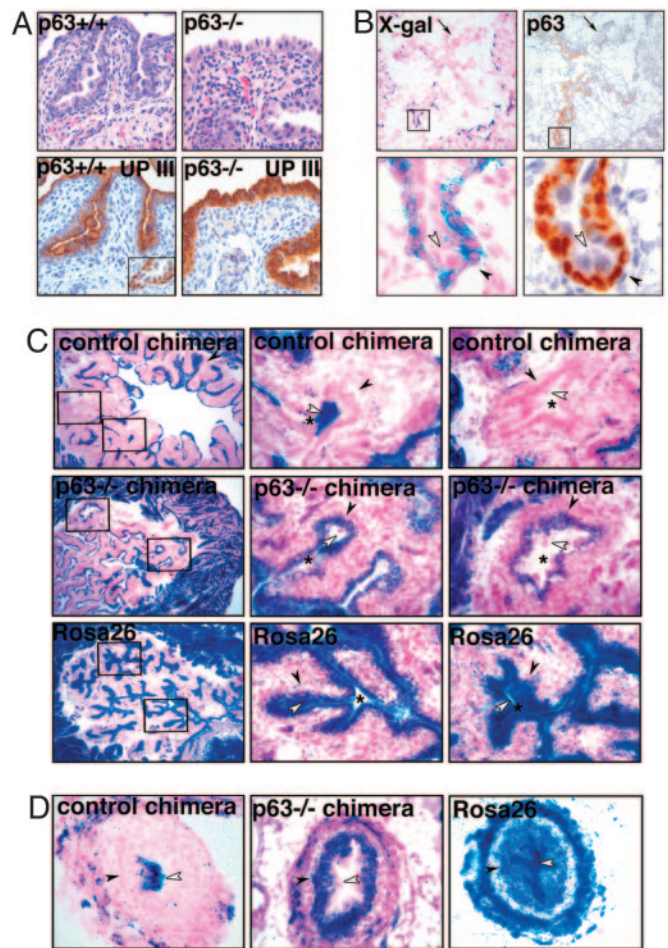 A
p63+/+
p63-/-
p63+/+ UP III
p63-/- UP III
B
X-gal
p63
C
control chimera
control chimera
control chimera
p63-/- chimera
p63-/- chimera
p63-/- chimera
Rosa26
Rosa26
Rosa26
*
*
*
*
*
*
D
control chimera
p63-/- chimera
Rosa26